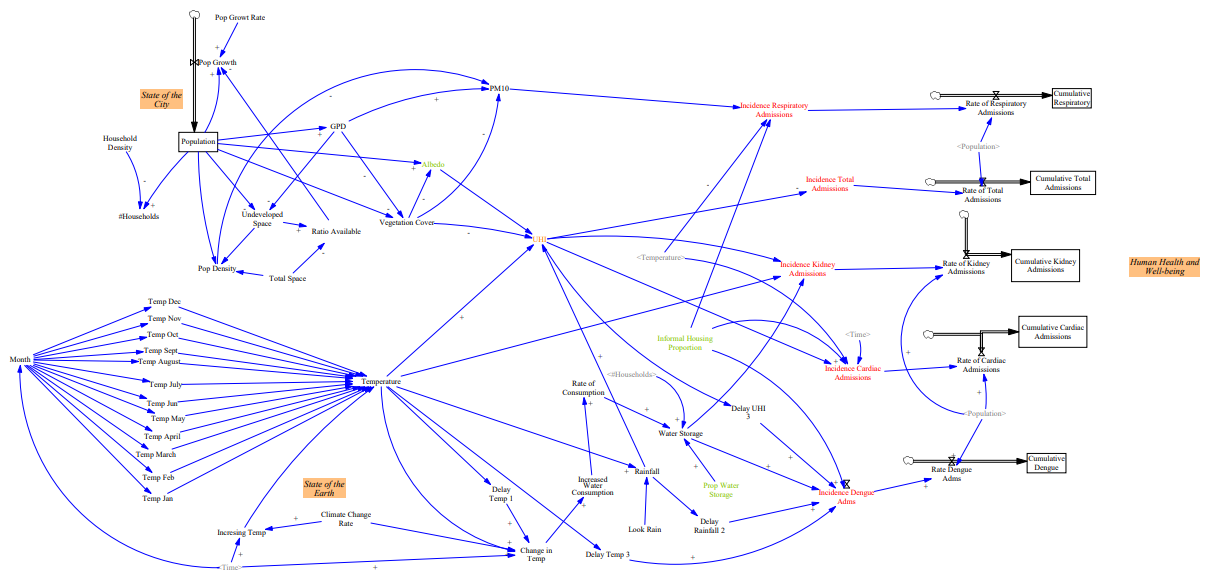 Pop Growt Rate
Pop Growth
State of the
City
Household
Density
Population
#Households
GPD
PM10
Albedo
Undeveloped
Space
Ratio Available
Vegetation Cover
Pop Density
Total Space
UHI
Incidence Respiratory
Admissions
Rate of Respiratory
Admissions
Cumulative
Respiratory
<Population>
Incidence Total
Admissions
Rate of Total
Admissions
Cumulative Total
Admissions
<Temperature>
Incidence Kidney
Admissions
Rate of Kidney
Admissions
Cumulative Kidney
Admissions
Human Health and
Well-being
Temp Dec
Temp Nov
Temp Oct
Temp Sept
Temp August
Temp July
Temp Jun
Temp May
Temp April
Temp March
Temp Feb
Temp Jan
Month
Temperature
Informal Housing
Proportion
<Time>
Incidence Cardiac
Admissions
Rate of Cardiac
Admissions
Cumulative Cardiac
Admissions
<#Households>
Rate of
Consumption
Water Storage
Delay UHI
3
<Population>
State of the
Earth
Delay
Temp 1
Increased
Water
Consumption
Rainfall
Prop Water
Storage
Incidence Dengue
Adms
Rate Dengue
Adms
Cumulative
Dengue
Climate Change
Rate
Incresing Temp
Look Rain
Delay
Rainfall 2
Change in
Temp
Delay Temp 3
<Time>